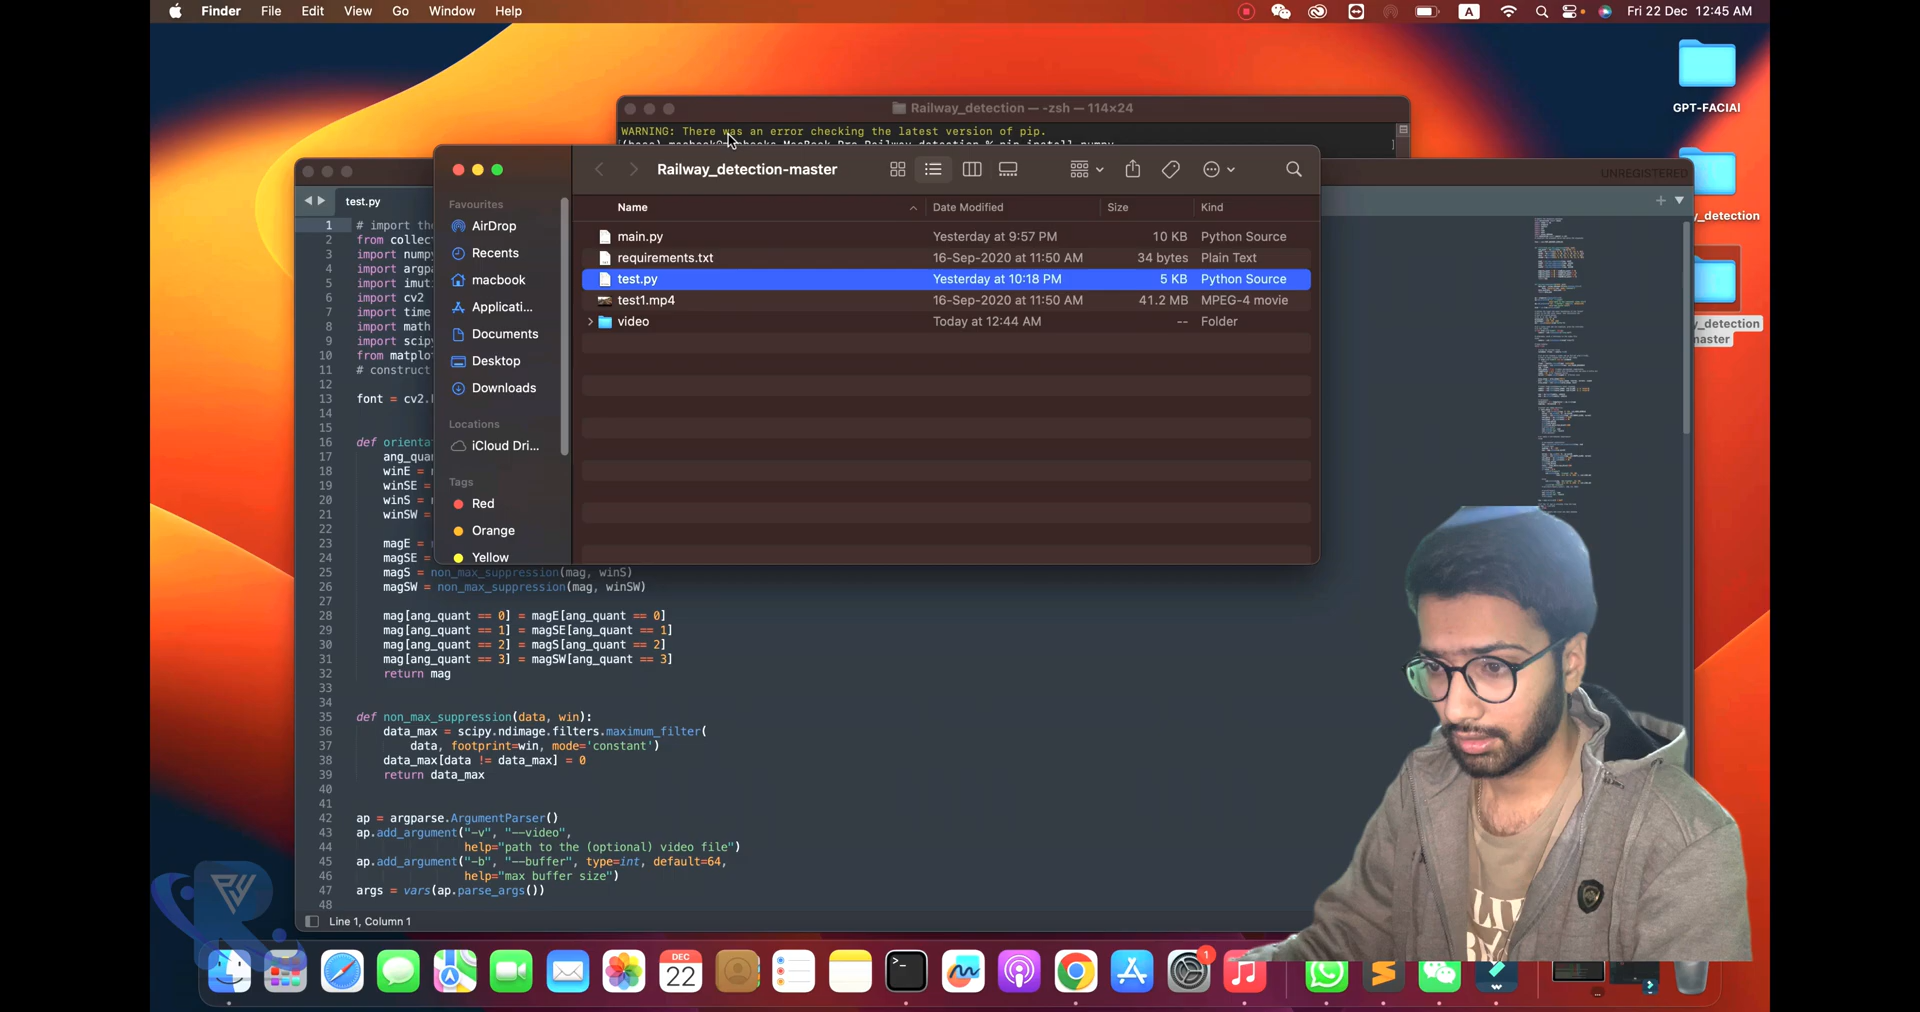 Finder File Edit View Go Window Help
A Fri 22 Dec 12:45 AM
GPT-FACIAI
Railway_detection — -zsh — 114×24
WARNING: There was an error checking the latest version of pip.
Railway_detection-master
UNREGISTERED
Favourites
AirDrop
Recents
macbook
Applicati...
Documents
Desktop
Downloads
Locations
iCloud Dri...
Tags
Red
Orange
Yellow
Name Date Modified Size Kind
main.py Yesterday at 9:57 PM 10 KB Python Source
requirements.txt 16-Sep-2020 at 11:50 AM 34 bytes Plain Text
test.py Yesterday at 10:18 PM 5 KB Python Source
test1.mp4 16-Sep-2020 at 11:50 AM 41.2 MB MPEG-4 movie
video Today at 12:44 AM -- Folder
y_detection
y_detection
master
test.py
1 # import the
2 from collect
3 import numpy
4 import argpa
5 import imuti
6 import cv2
7 import time
8 import math
9 import scipy
10 from matplot
11 # construct
12
13 font = cv2.
14
15
16 def orientat
17 ang_quan
18 winE =
19 winSE =
20 winS =
21 winSW =
22
23 magE =
24 magSE =
25 magS = non_max_suppression(mag, winS)
26 magSW = non_max_suppression(mag, winSW)
27
28 mag[ang_quant == 0] = magE[ang_quant == 0]
29 mag[ang_quant == 1] = magSE[ang_quant == 1]
30 mag[ang_quant == 2] = magS[ang_quant == 2]
31 mag[ang_quant == 3] = magSW[ang_quant == 3]
32 return mag
33
34
35 def non_max_suppression(data, win):
36 data_max = scipy.ndimage.filters.maximum_filter(
37 data, footprint=win, mode='constant')
38 data_max[data != data_max] = 0
39 return data_max
40
41
42 ap = argparse.ArgumentParser()
43 ap.add_argument("-v", "--video",
44 help="path to the (optional) video file")
45 ap.add_argument("-b", "--buffer", type=int, default=64,
46 help="max buffer size")
47 args = vars(ap.parse_args())
48
Line 1, Column 1
DEC
22
1